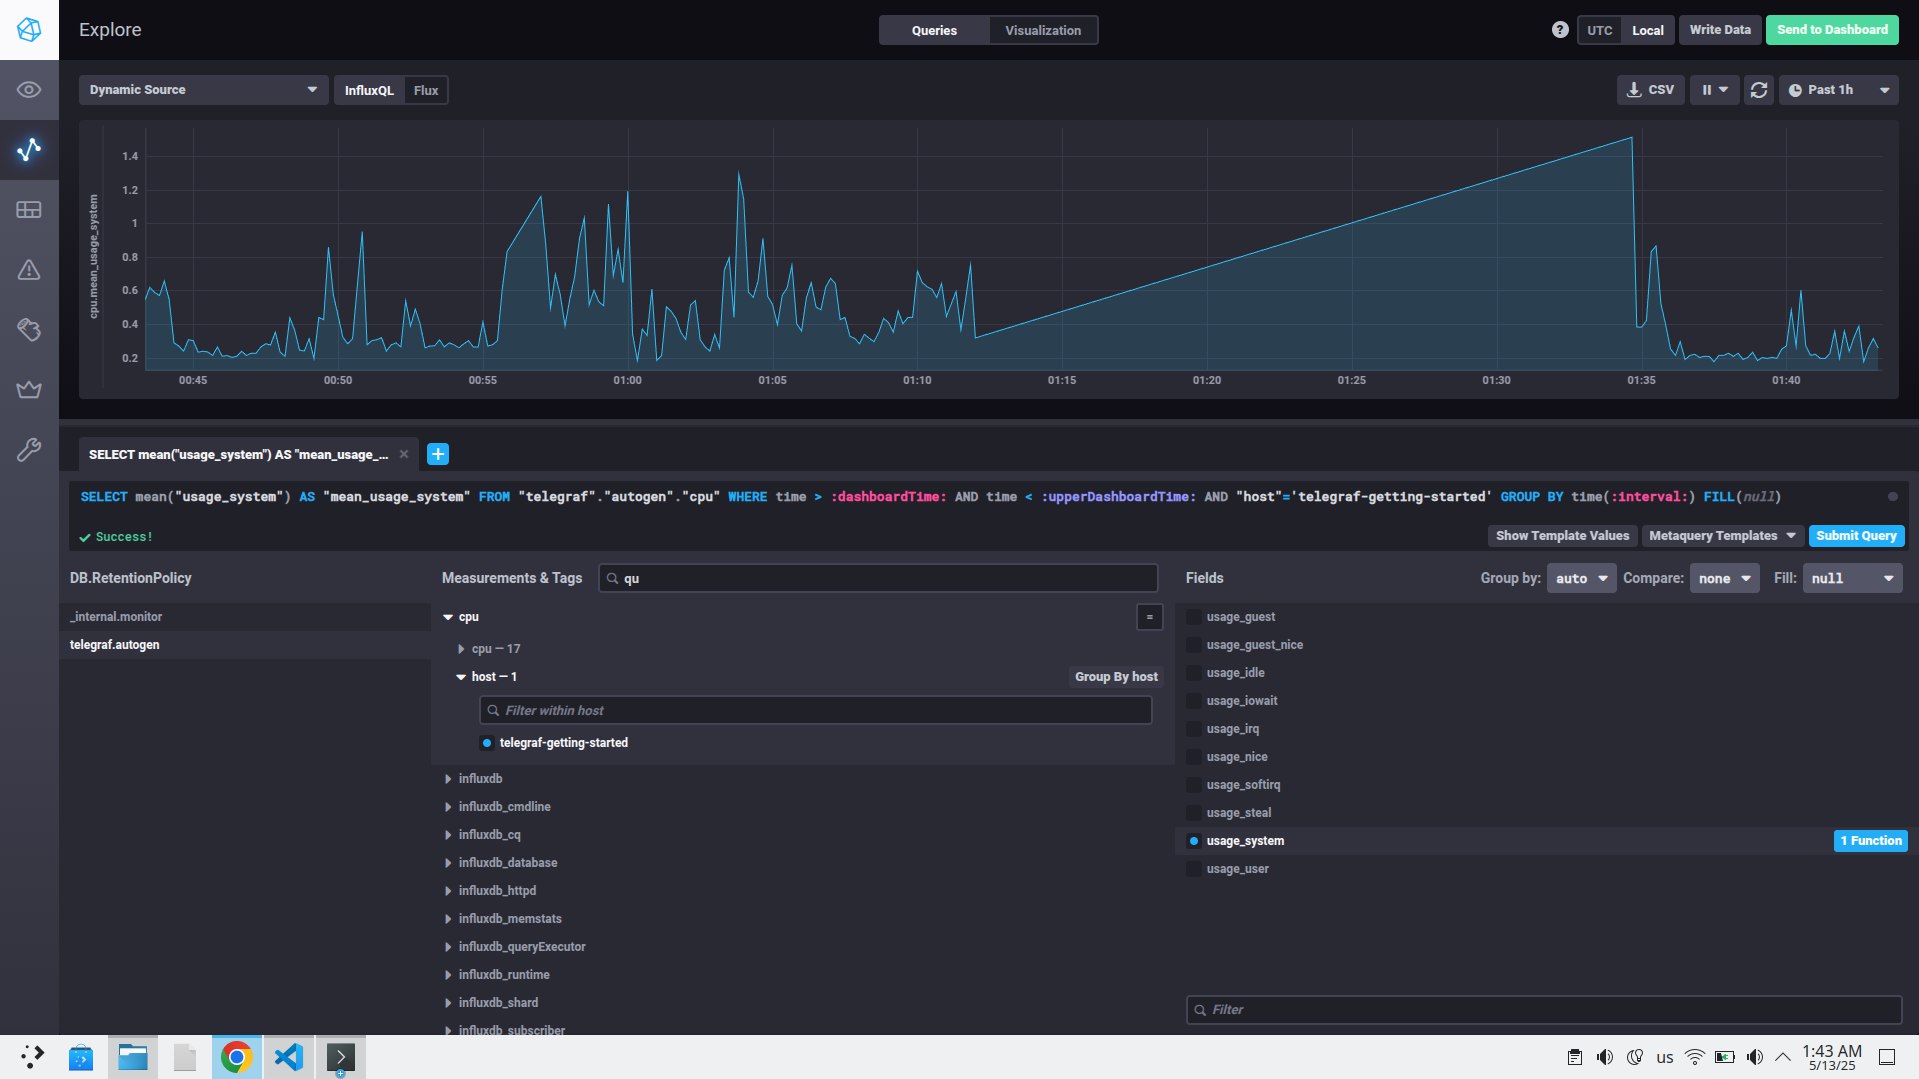 Explore
Queries
Visualization
?
UTC
Local
Write Data
Send to Dashboard
Dynamic Source
InfluxQL
Flux
CSV
Past 1h
cpu.mean_usage_system
1.4
1.2
1
0.8
0.6
0.4
0.2
00:45
00:50
00:55
01:00
01:05
01:10
01:15
01:20
01:25
01:30
01:35
01:40
SELECT mean("usage_system") AS "mean_usage_...
SELECT mean("usage_system") AS "mean_usage_system" FROM "telegraf"."autogen"."cpu" WHERE time > :dashboardTime: AND time < :upperDashboardTime: AND "host"='telegraf-getting-started' GROUP BY time(:interval:) FILL(null)
Success!
Show Template Values
Metaquery Templates
Submit Query
DB.RetentionPolicy
_internal.monitor
telegraf.autogen
Measurements & Tags
qu
cpu
=
cpu — 17
host — 1
Group By host
Filter within host
telegraf-getting-started
influxdb
influxdb_cmdline
influxdb_cq
influxdb_database
influxdb_httpd
influxdb_memstats
influxdb_queryExecutor
influxdb_runtime
influxdb_shard
influxdb_subscriber
Fields
Group by:
auto
Compare:
none
Fill:
null
usage_guest
usage_guest_nice
usage_idle
usage_iowait
usage_irq
usage_nice
usage_softirq
usage_steal
usage_system
1 Function
usage_user
Filter
us
1:43 AM
5/13/25